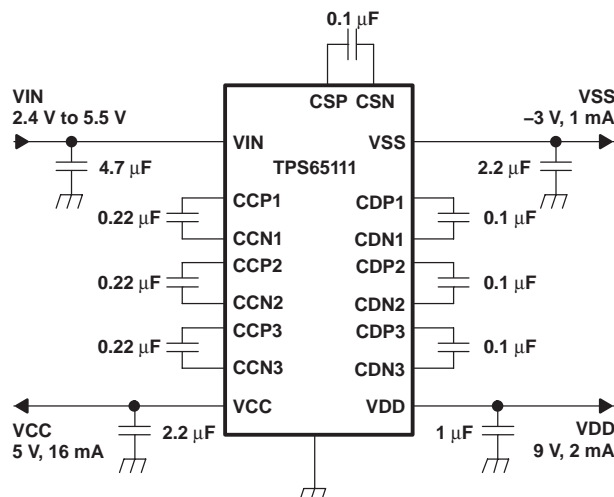 0.1 μF
CSP CSN
VIN
2.4 V to 5.5 V
VSS
–3 V, 1 mA
VIN
VSS
TPS65111
4.7 μF
2.2 μF
CCP1
CDP1
0.22 μF
0.1 μF
CCN1
CDN1
CCP2
CDP2
0.22 μF
0.1 μF
CCN2
CDN2
CCP3
CDP3
0.22 μF
0.1 μF
CCN3
CDN3
VCC
VDD
VCC
5 V, 16 mA
2.2 μF
1 μF
VDD
9 V, 2 mA